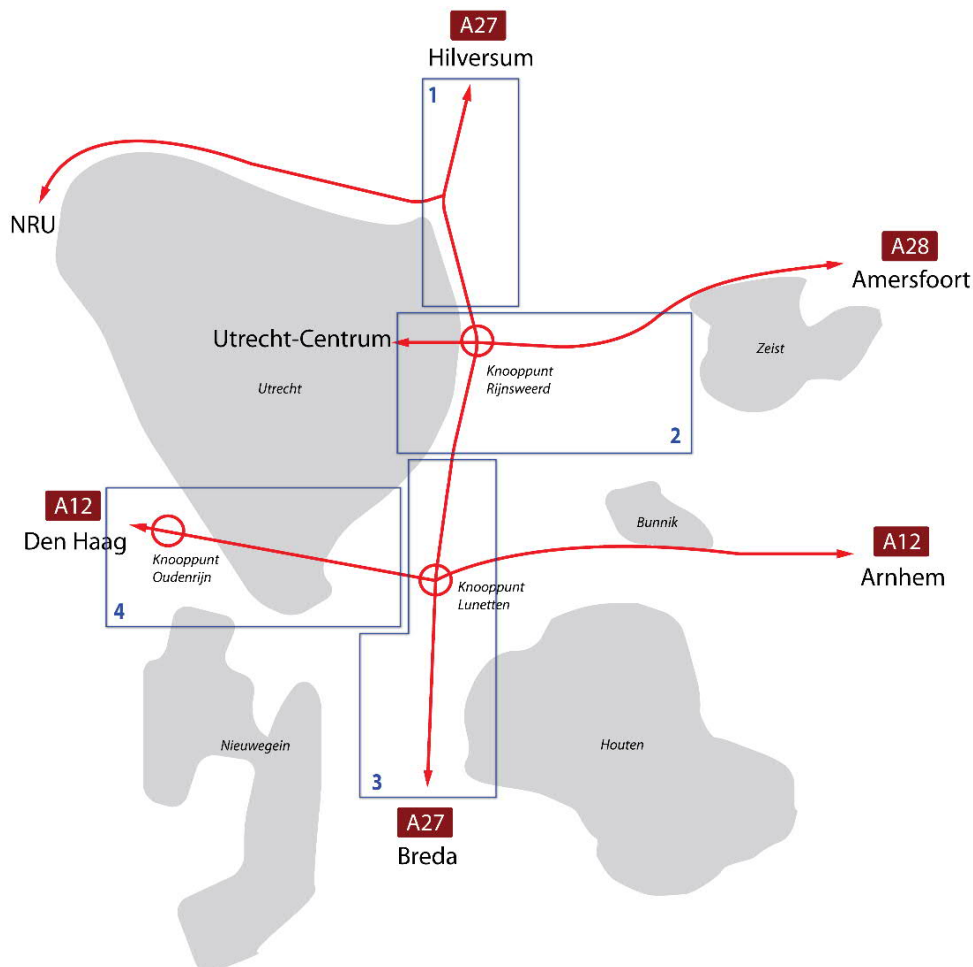 A27
Hilversum
1
NRU
A28
Amersfoort
Utrecht-Centrum
Zeist
Knooppunt
Rijnsweerd
Utrecht
2
A12
Den Haag
Bunnik
Knooppunt
Oudenrijn
A12
Arnhem
Knooppunt
Lunetten
4
Nieuwegein
Houten
3
A27
Breda